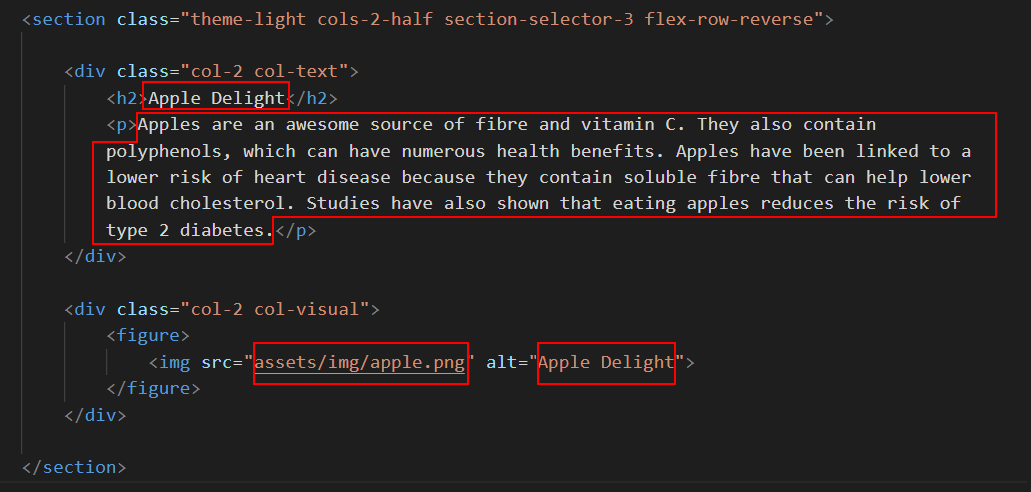 <section class="theme-light cols-2-half section-selector-3 flex-row-reverse">
<div class="col-2 col-text">
<h2>Apple Delight</h2>
<p>Apples are an awesome source of fibre and vitamin C. They also contain
polyphenols, which can have numerous health benefits. Apples have been linked to a
lower risk of heart disease because they contain soluble fibre that can help lower
blood cholesterol. Studies have also shown that eating apples reduces the risk of
type 2 diabetes.</p>
</div>
<div class="col-2 col-visual">
<figure>
<img src="assets/img/apple.png" alt="Apple Delight">
</figure>
</div>
</section>